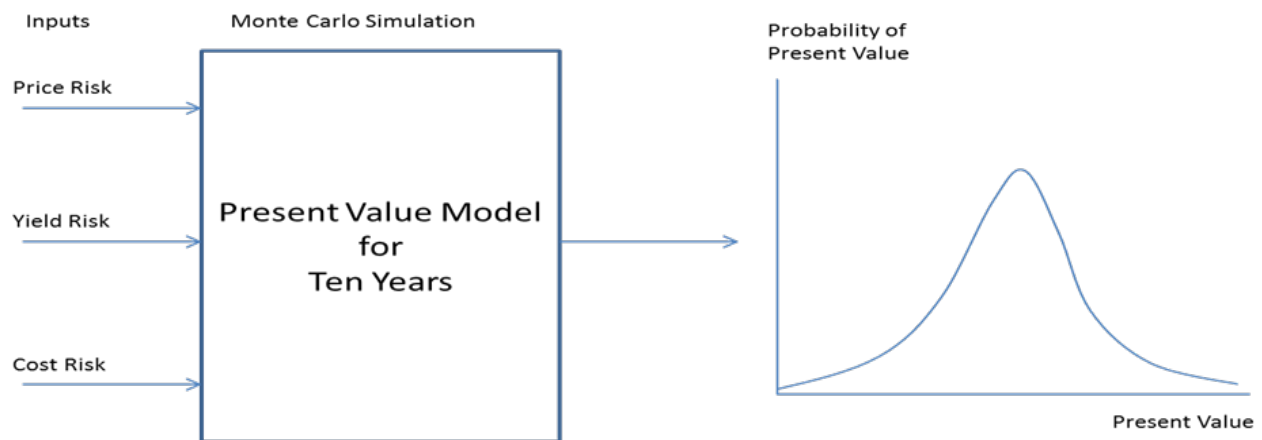 Inputs
Monte Carlo Simulation
Price Risk
Yield Risk
Cost Risk
Present Value Model
for
Ten Years
Probability of
Present Value
Present Value